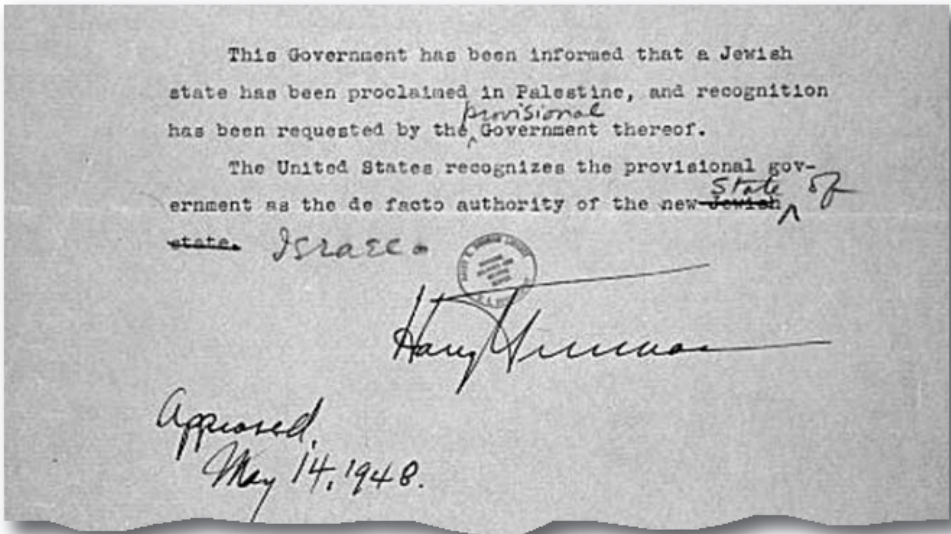 This Government has been informed that a Jewish
state has been proclaimed in Palestine, and recognition
provisional
has been requested by the Government thereof.
The United States recognizes the provisional gov-
State of
ernment as the de facto authority of the new Jewish
state. Israel.
Harry Truman
Approved,
May 14, 1948.